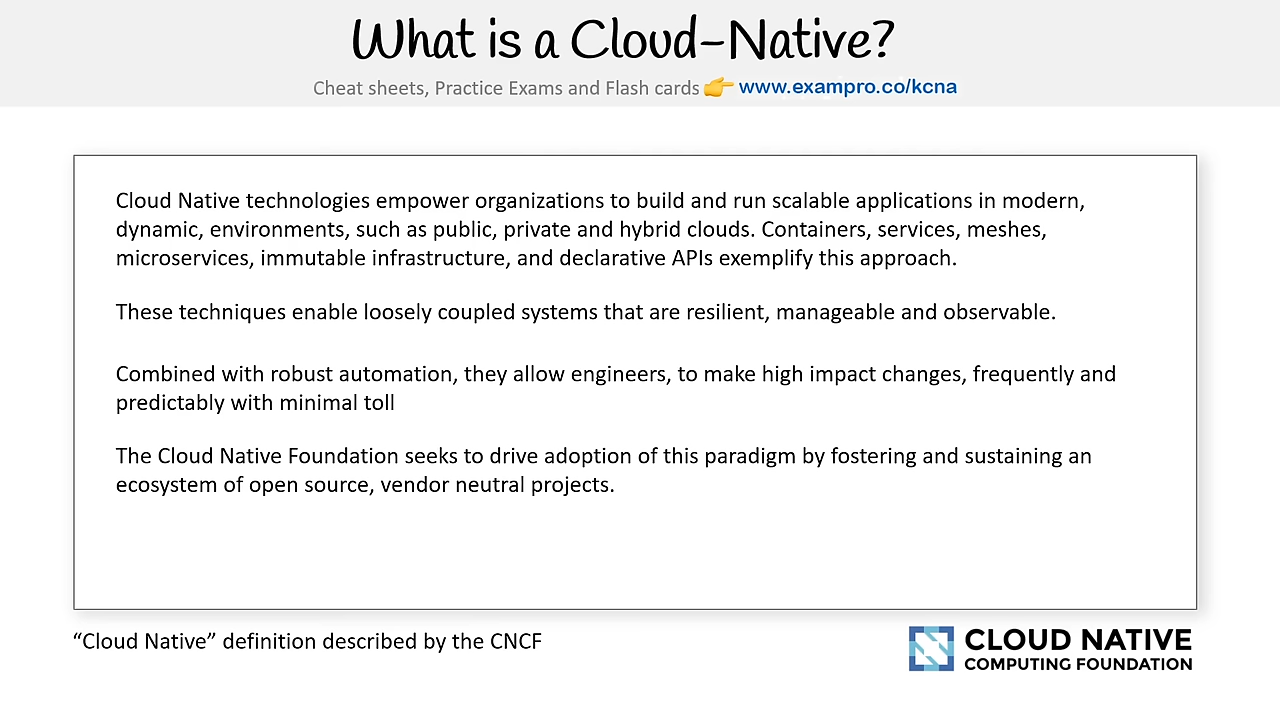 What is a Cloud-Native?
Cheat sheets, Practice Exams and Flash cards 👉 www.exampro.co/kcna
Cloud Native technologies empower organizations to build and run scalable applications in modern,
dynamic, environments, such as public, private and hybrid clouds. Containers, services, meshes,
microservices, immutable infrastructure, and declarative APIs exemplify this approach.
These techniques enable loosely coupled systems that are resilient, manageable and observable.
Combined with robust automation, they allow engineers, to make high impact changes, frequently and
predictably with minimal toll
The Cloud Native Foundation seeks to drive adoption of this paradigm by fostering and sustaining an
ecosystem of open source, vendor neutral projects.
“Cloud Native” definition described by the CNCF
CLOUD NATIVE
COMPUTING FOUNDATION